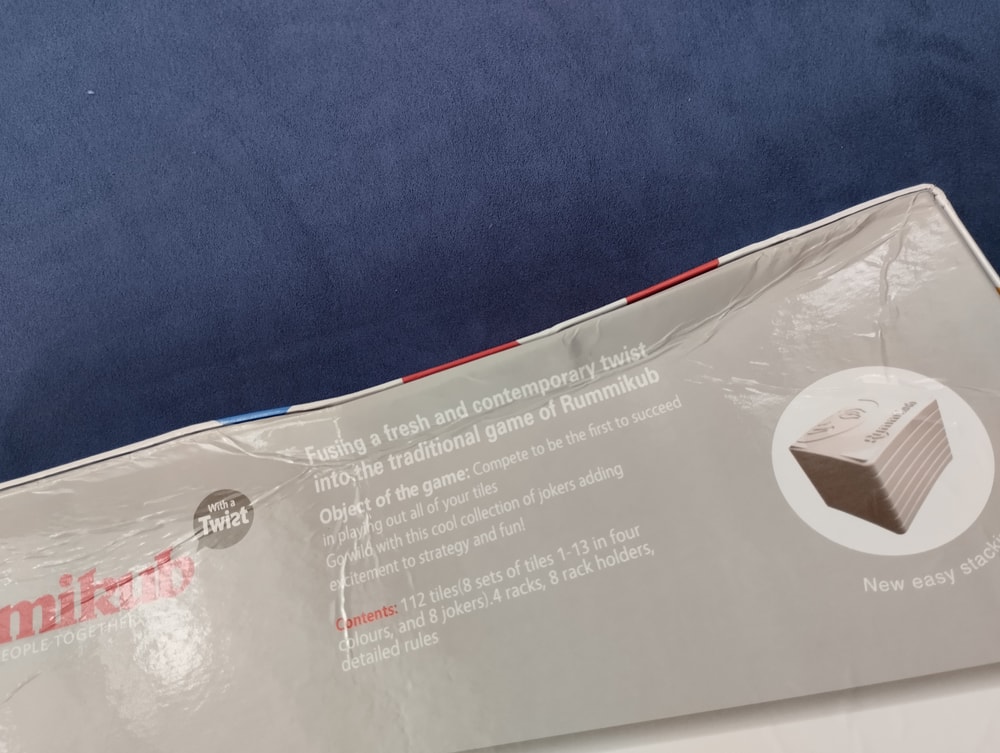 With a
Twist
mikub
EOPLE TOGETHER
Fusing a fresh and contemporary twist
into the traditional game of Rummikub
Object of the game: Compete to be the first to succeed
in playing out all of your tiles
Go wild with this cool collection of jokers adding
excitement to strategy and fun!
Contents: 112 tiles(8 sets of tiles 1-13 in four
colours, and 8 jokers).4 racks, 8 rack holders,
detailed rules
New easy stacki